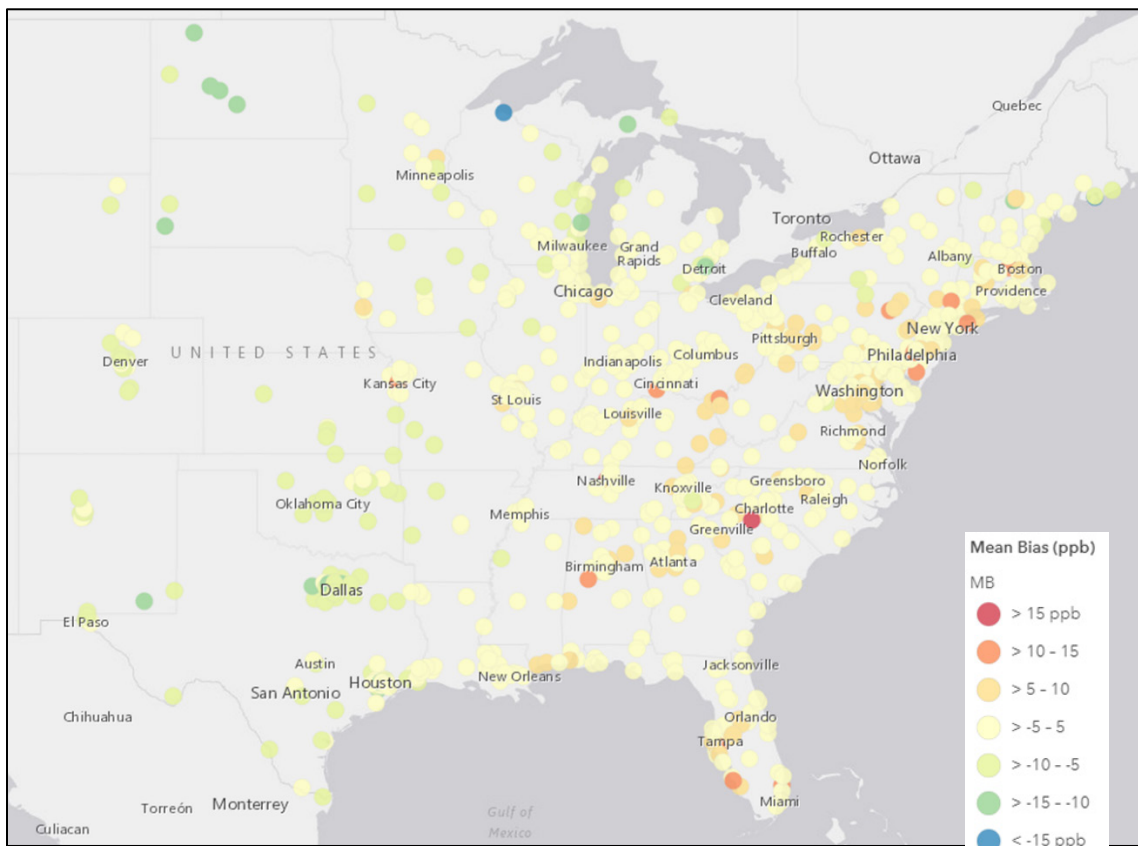 Quebec
Ottawa
Minneapolis
Toronto
Rochester
Buffalo
Albany
Boston
Providence
Milwaukee
Grand
Rapids
Detroit
Chicago
Cleveland
New York
Pittsburgh
Philadelphia
Denver
UNITED STATES
Indianapolis
Columbus
Kansas City
Cincinnati
Washington
St Louis
Louisville
Richmond
Norfolk
Nashville
Knoxville
Greensboro
Raleigh
Oklahoma City
Memphis
Charlotte
Greenville
Birmingham
Atlanta
Dallas
El Paso
Austin
Jacksonville
New Orleans
San Antonio
Houston
Chihuahua
Orlando
Tampa
Miami
Torreón
Monterrey
Gulf of
Mexico
Culiacan
Mean Bias (ppb)
MB
> 15 ppb
> 10 - 15
> 5 - 10
> -5 - 5
> -10 - -5
> -15 - -10
< -15 ppb